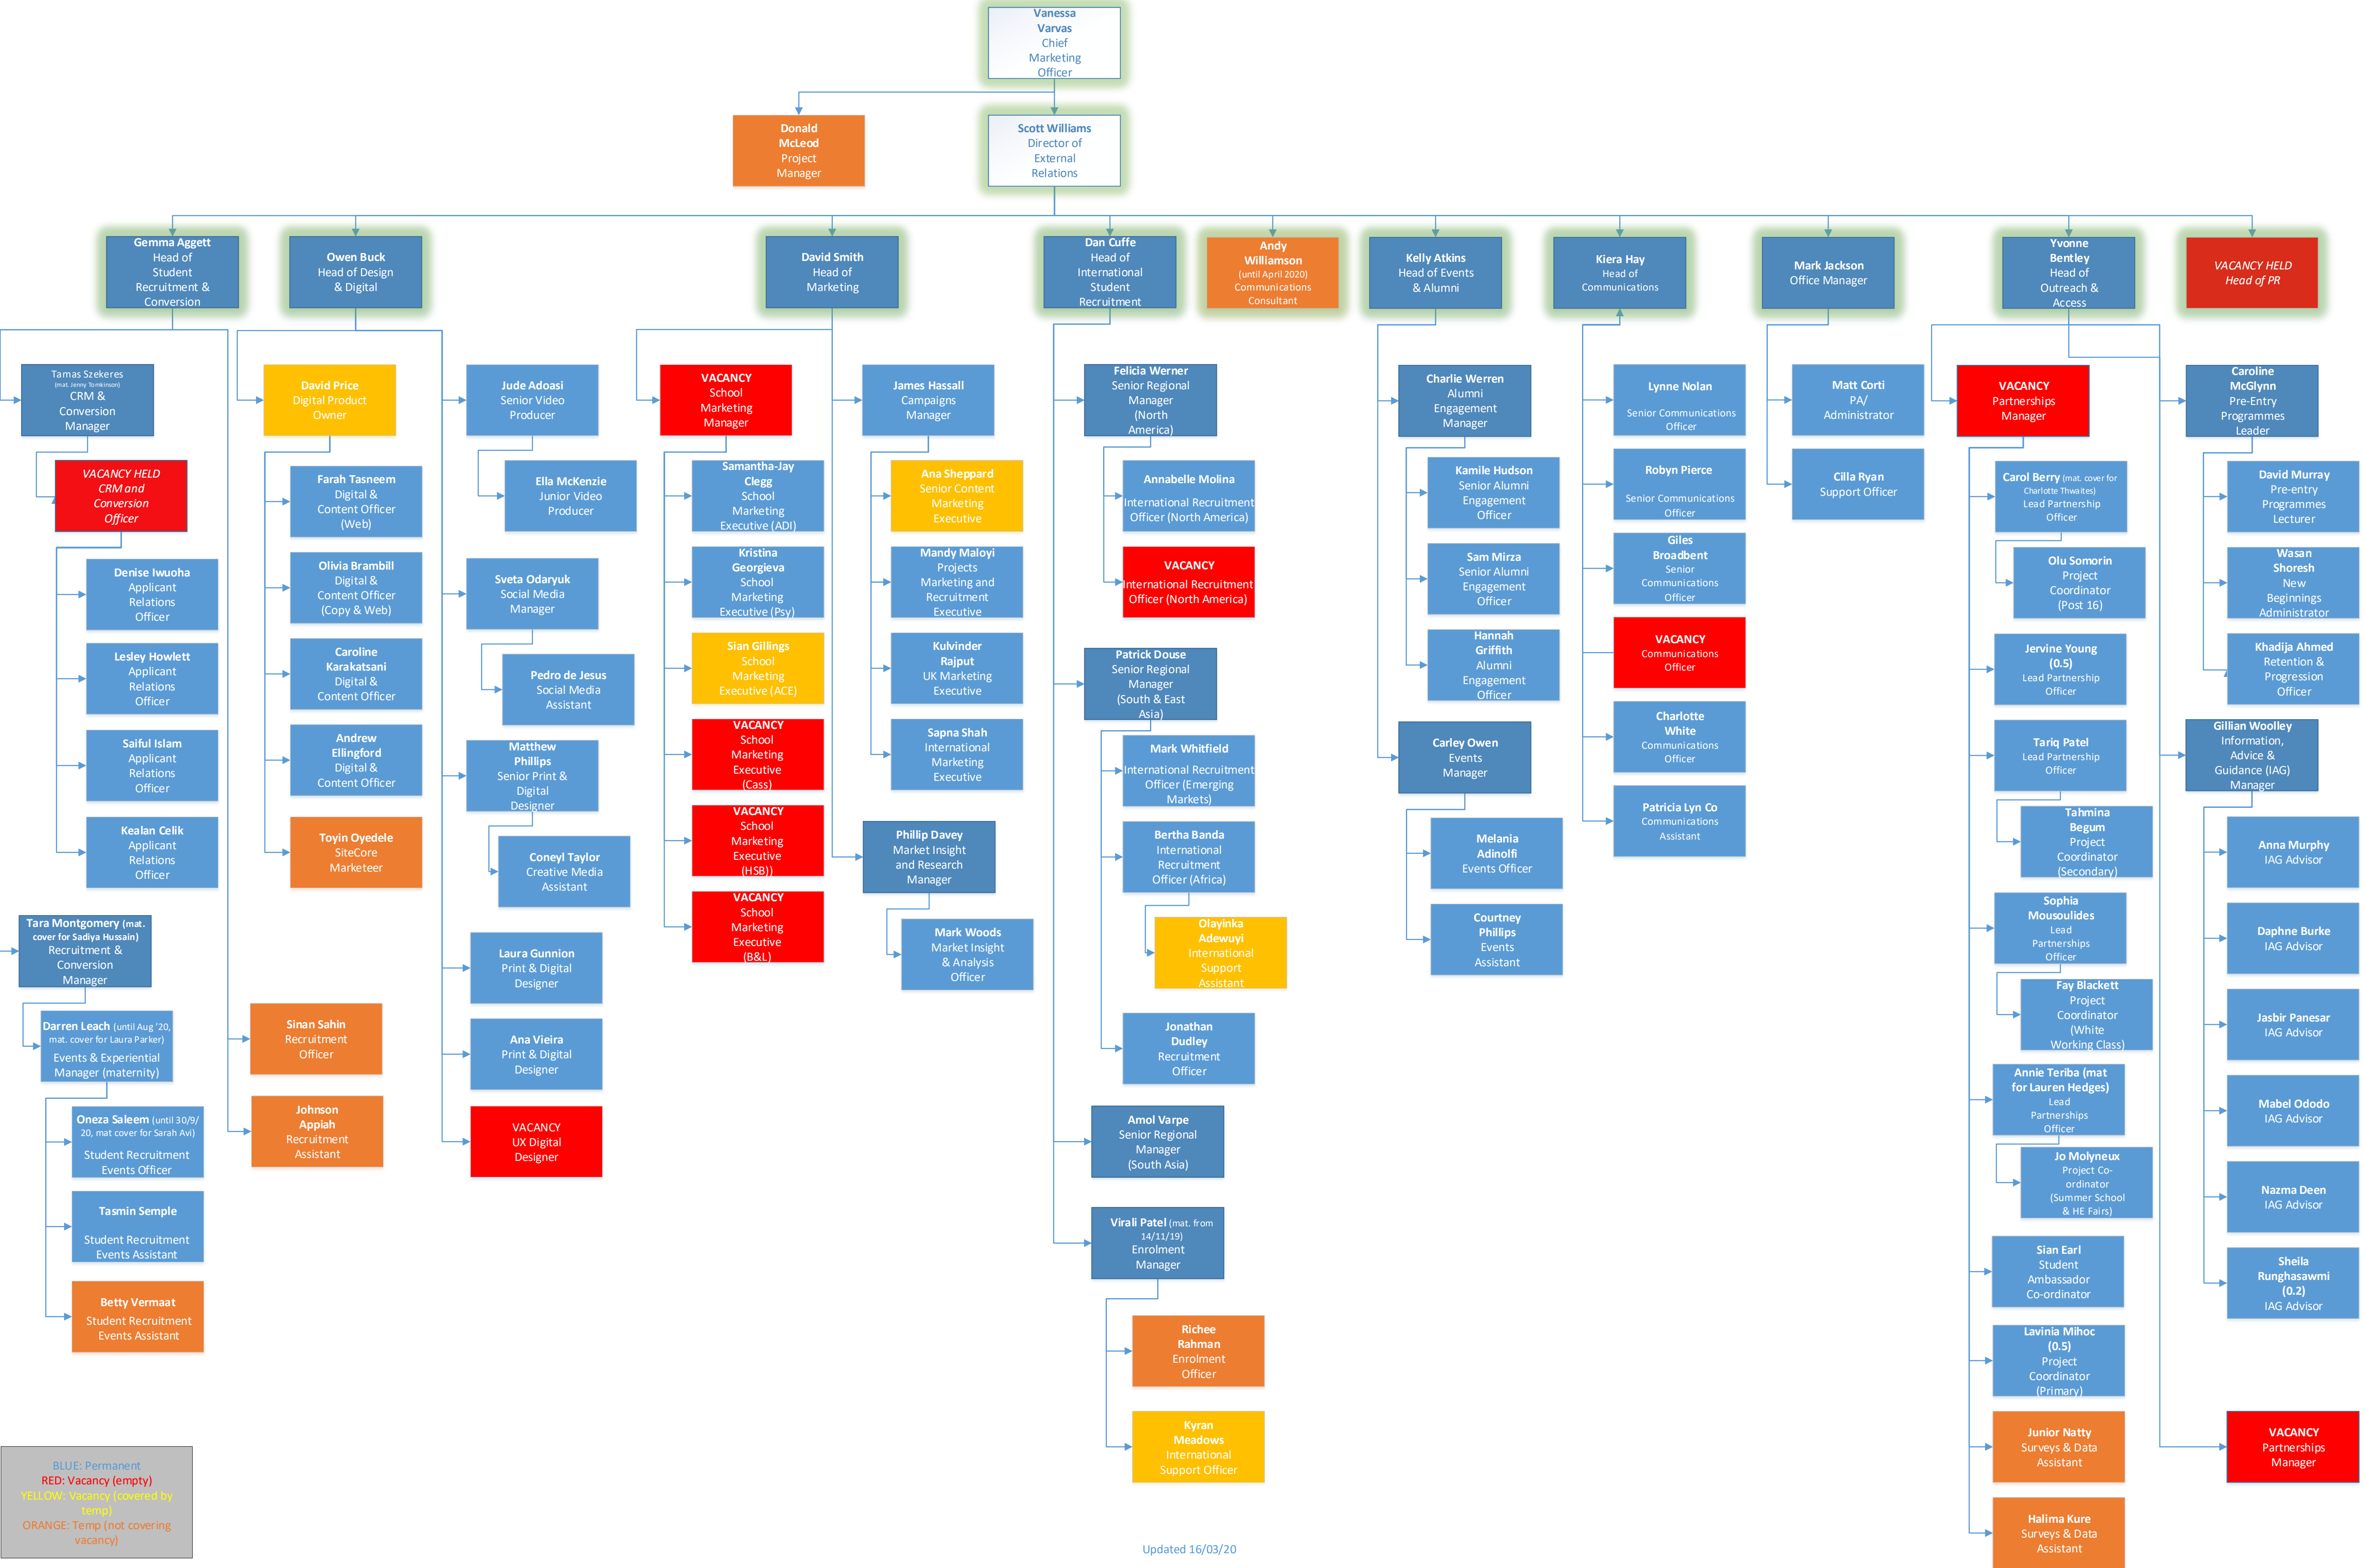 Vanessa
Varvas
Chief
Marketing
Officer
Donald
McLeod
Project
Manager
Scott Williams
Director of
External
Relations
Gemma Aggett
Head of
Student
Recruitment &
Conversion
Owen Buck
Head of Design
& Digital
David Smith
Head of
Marketing
Dan Cuffe
Head of
International
Student
Recruitment
Andy
Williamson
(until April 2020)
Communications
Consultant
Kelly Atkins
Head of Events
& Alumni
Kiera Hay
Head of
Communications
Mark Jackson
Office Manager
Yvonne
Bentley
Head of
Outreach &
Access
VACANCY HELD
Head of PR
Tamas Szekeres
(mat. Jenny Tomkinson)
CRM &
Conversion
Manager
VACANCY HELD
CRM and
Conversion
Officer
Denise Iwuoha
Applicant
Relations
Officer
Lesley Howlett
Applicant
Relations
Officer
Saiful Islam
Applicant
Relations
Officer
Kealan Celik
Applicant
Relations
Officer
Tara Montgomery (mat.
cover for Sadiya Hussain)
Recruitment &
Conversion
Manager
Darren Leach (until Aug '20,
mat. cover for Laura Parker)
Events & Experiential
Manager (maternity)
Oneza Saleem (until 30/9/
20, mat cover for Sarah Avi)
Student Recruitment
Events Officer
Tasmin Semple
Student Recruitment
Events Assistant
Betty Vermaat
Student Recruitment
Events Assistant
Sinan Sahin
Recruitment
Officer
Johnson
Appiah
Recruitment
Assistant
David Price
Digital Product
Owner
Farah Tasneem
Digital &
Content Officer
(Web)
Olivia Brambill
Digital &
Content Officer
(Copy & Web)
Caroline
Karakatsani
Digital &
Content Officer
Andrew
Ellingford
Digital &
Content Officer
Toyin Oyedele
SiteCore
Marketeer
Jude Adoasi
Senior Video
Producer
Ella McKenzie
Junior Video
Producer
Sveta Odaryuk
Social Media
Manager
Pedro de Jesus
Social Media
Assistant
Matthew
Phillips
Senior Print &
Digital
Designer
Coneyl Taylor
Creative Media
Assistant
Laura Gunnion
Print & Digital
Designer
Ana Vieira
Print & Digital
Designer
VACANCY
UX Digital
Designer
VACANCY
School
Marketing
Manager
Samantha-Jay
Clegg
School
Marketing
Executive (ADI)
Kristina
Georgieva
School
Marketing
Executive (Psy)
Sian Gillings
School
Marketing
Executive (ACE)
VACANCY
School
Marketing
Executive
(Cass)
VACANCY
School
Marketing
Executive
(HSB))
VACANCY
School
Marketing
Executive
(B&L)
James Hassall
Campaigns
Manager
Ana Sheppard
Senior Content
Marketing
Executive
Mandy Maloyi
Projects
Marketing and
Recruitment
Executive
Kulvinder
Rajput
UK Marketing
Executive
Sapna Shah
International
Marketing
Executive
Phillip Davey
Market Insight
and Research
Manager
Mark Woods
Market Insight
& Analysis
Officer
Felicia Werner
Senior Regional
Manager
(North
America)
Annabelle Molina
International Recruitment
Officer (North America)
VACANCY
International Recruitment
Officer (North America)
Patrick Douse
Senior Regional
Manager
(South & East
Asia)
Mark Whitfield
International Recruitment
Officer (Emerging
Markets)
Bertha Banda
International
Recruitment
Officer (Africa)
Olayinka
Adewuyi
International
Support
Assistant
Jonathan
Dudley
Recruitment
Officer
Amol Varpe
Senior Regional
Manager
(South Asia)
Virali Patel (mat. from
14/11/19)
Enrolment
Manager
Richee
Rahman
Enrolment
Officer
Kyran
Meadows
International
Support Officer
Charlie Werren
Alumni
Engagement
Manager
Kamile Hudson
Senior Alumni
Engagement
Officer
Sam Mirza
Senior Alumni
Engagement
Officer
Hannah
Griffith
Alumni
Engagement
Officer
Carley Owen
Events
Manager
Melania
Adinolfi
Events Officer
Courtney
Phillips
Events
Assistant
Lynne Nolan
Senior Communications
Officer
Robyn Pierce
Senior Communications
Officer
Giles
Broadbent
Senior
Communications
Officer
VACANCY
Communications
Officer
Charlotte
White
Communications
Officer
Patricia Lyn Co
Communications
Assistant
Matt Corti
PA/
Administrator
Cilla Ryan
Support Officer
VACANCY
Partnerships
Manager
Carol Berry (mat. cover for
Charlotte Thwaites)
Lead Partnership
Officer
Olu Somorin
Project
Coordinator
(Post 16)
Jervine Young
(0.5)
Lead Partnership
Officer
Tariq Patel
Lead Partnership
Officer
Tahmina
Begum
Project
Coordinator
(Secondary)
Sophia
Mousoulides
Lead
Partnerships
Officer
Fay Blackett
Project
Coordinator
(White
Working Class)
Annie Teriba (mat
for Lauren Hedges)
Lead
Partnerships
Officer
Jo Molyneux
Project Co-
ordinator
(Summer School
& HE Fairs)
Sian Earl
Student
Ambassador
Co-ordinator
Lavinia Mihoc
(0.5)
Project
Coordinator
(Primary)
Junior Natty
Surveys & Data
Assistant
Halima Kure
Surveys & Data
Assistant
Caroline
McGlynn
Pre-Entry
Programmes
Leader
David Murray
Pre-entry
Programmes
Lecturer
Wasan
Shoresh
New
Beginnings
Administrator
Khadija Ahmed
Retention &
Progression
Officer
Gillian Woolley
Information,
Advice &
Guidance (IAG)
Manager
Anna Murphy
IAG Advisor
Daphne Burke
IAG Advisor
Jasbir Panesar
IAG Advisor
Mabel Ododo
IAG Advisor
Nazma Deen
IAG Advisor
Sheila
Runghasawmi
(0.2)
IAG Advisor
VACANCY
Partnerships
Manager
BLUE: Permanent
RED: Vacancy (empty)
YELLOW: Vacancy (covered by
temp)
ORANGE: Temp (not covering
vacancy)
Updated 16/03/20